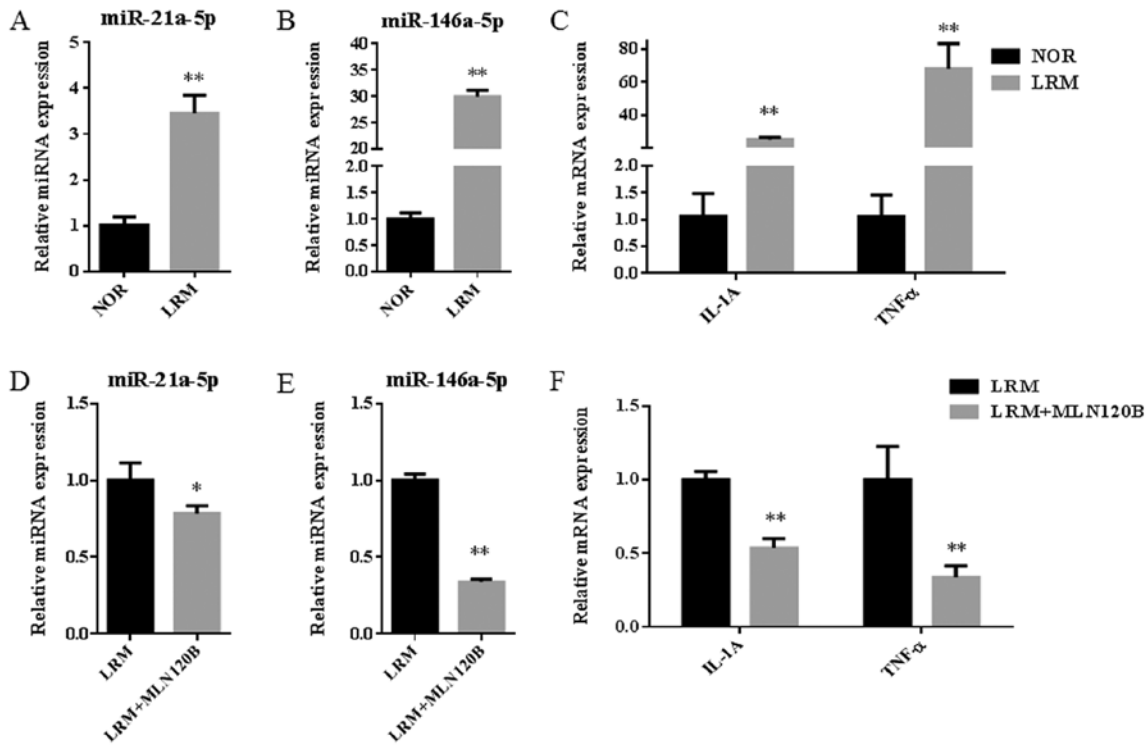 A
miR-21a-5p
Relative miRNA expression
5
4
3
2
1
0
**
NOR
LRM
B
miR-146a-5p
Relative miRNA expression
40
35
30
25
20
2.0
1.5
1.0
0.5
0.0
**
NOR
LRM
C
Relative mRNA expression
80
60
40
2.0
1.5
1.0
0.5
0.0
**
**
IL-1A
TNF-α
NOR
LRM
D
miR-21a-5p
Relative miRNA expression
1.5
1.0
0.5
0.0
*
LRM
LRM+MLN120B
E
miR-146a-5p
Relative miRNA expression
1.5
1.0
0.5
0.0
**
LRM
LRM+MLN120B
F
Relative mRNA expression
1.5
1.0
0.5
0.0
**
**
IL-1A
TNF-α
LRM
LRM+MLN120B